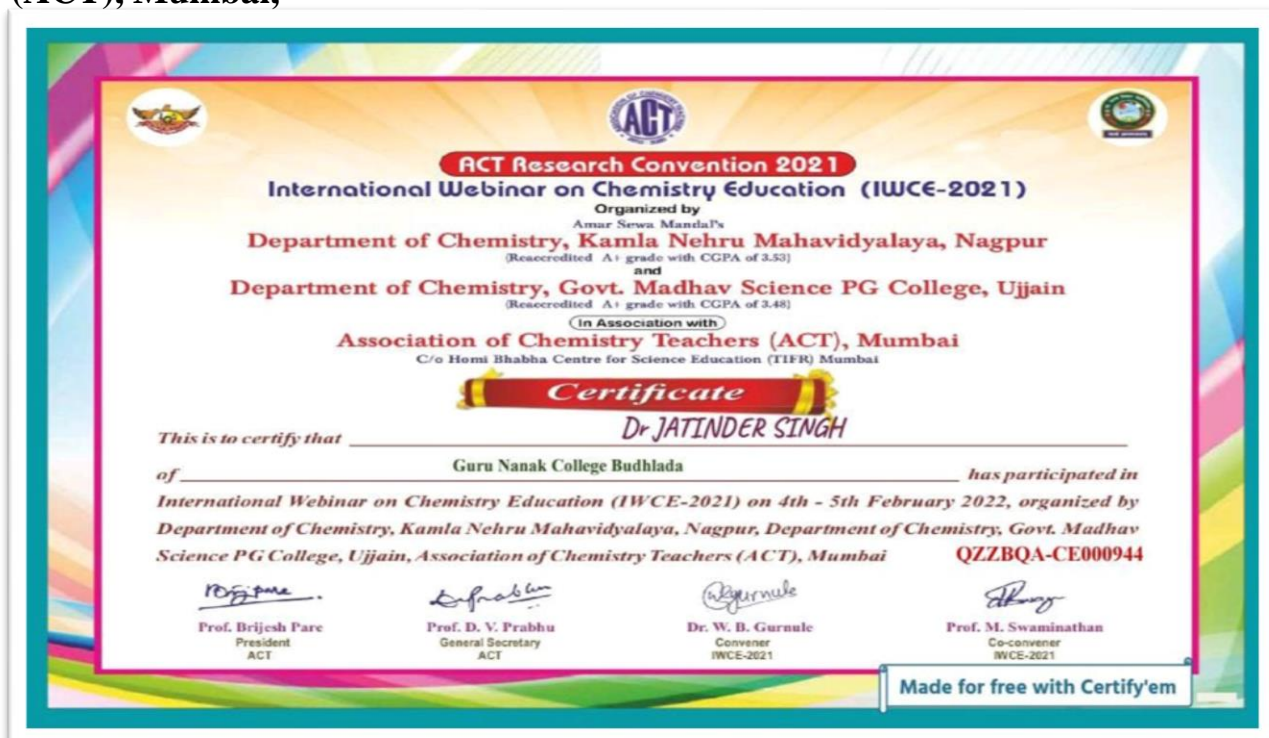 (ACT), Mumbai,
ACT
ACT Research Convention 2021
International Webinar on Chemistry Education (IWCE-2021)
Organized by
Amar Sewa Mandal's
Department of Chemistry, Kamla Nehru Mahavidyalaya, Nagpur
(Reaccredited A+ grade with CGPA of 3.53)
and
Department of Chemistry, Govt. Madhav Science PG College, Ujjain
(Reaccredited A+ grade with CGPA of 3.48)
(In Association with)
Association of Chemistry Teachers (ACT), Mumbai
C/o Homi Bhabha Centre for Science Education (TIFR) Mumbai
Certificate
This is to certify that Dr JATINDER SINGH
of Guru Nanak College Budhlada has participated in
International Webinar on Chemistry Education (IWCE-2021) on 4th - 5th February 2022, organized by
Department of Chemistry, Kamla Nehru Mahavidyalaya, Nagpur, Department of Chemistry, Govt. Madhav
Science PG College, Ujjain, Association of Chemistry Teachers (ACT), Mumbai QZZBQA-CE000944
Prof. Brijesh Pare Prof. D. V. Prabhu Dr. W. B. Gurnule Prof. M. Swaminathan
President General Secretary Convener Co-convener
ACT ACT IWCE-2021 IWCE-2021
Made for free with Certify'em